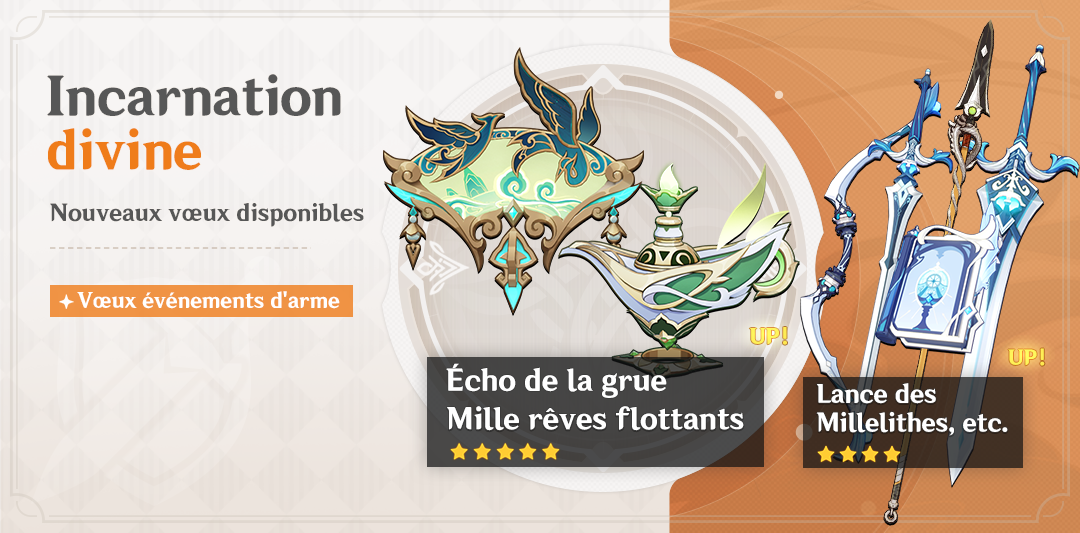 Incarnation
divine
Nouveaux vœux disponibles
Vœux événements d'arme
UP!
Écho de la grue
Mille rêves flottants
UP!
Lance des
Millelithes, etc.